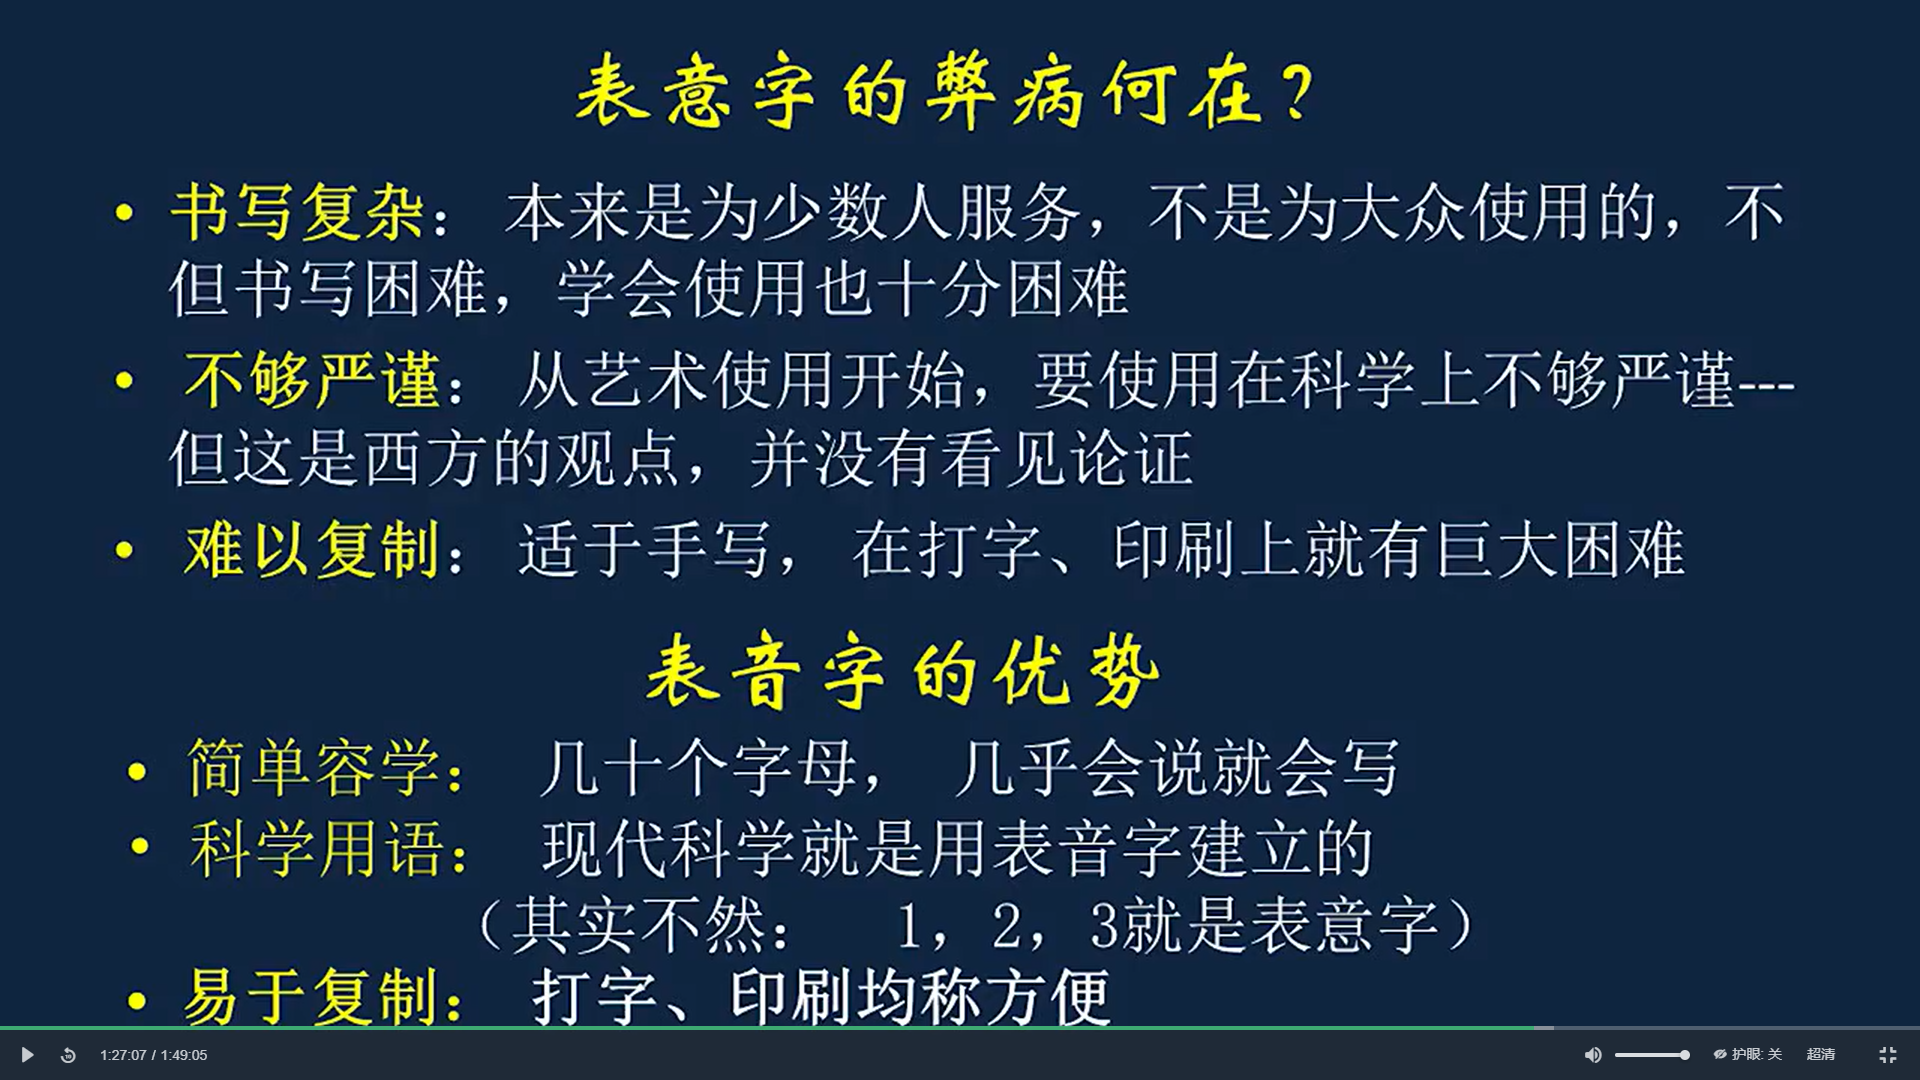 表意字的弊病何在?
• 书写复杂： 本来是为少数人服务，不是为大众使用的，不
但书写困难，学会使用也十分困难
• 不够严谨： 从艺术使用开始，要使用在科学上不够严谨---
但这是西方的观点，并没有看见论证
• 难以复制： 适于手写， 在打字、印刷上就有巨大困难
表音字的优势
• 简单容学： 几十个字母， 几乎会说就会写
• 科学用语： 现代科学就是用表音字建立的
（其实不然： 1，2，3就是表意字）
• 易于复制： 打字、印刷均称方便
1:27:07 / 1:49:05 护眼: 关 超清